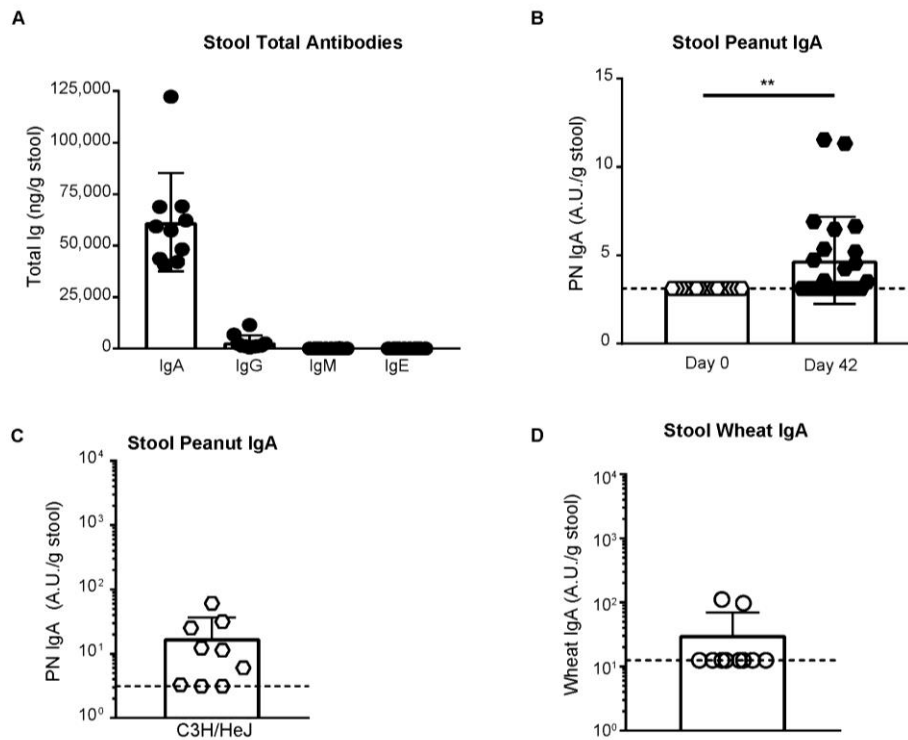 A
Stool Total Antibodies
Total Ig (ng/g stool)
125,000
100,000
75,000
50,000
25,000
0
IgA IgG IgM IgE
B
Stool Peanut IgA
PN IgA (A.U./g stool)
15
10
5
0
**
Day 0 Day 42
C
Stool Peanut IgA
PN IgA (A.U./g stool)
10⁴
10³
10²
10¹
10⁰
C3H/HeJ
D
Stool Wheat IgA
Wheat IgA (A.U./g stool)
10⁴
10³
10²
10¹
10⁰